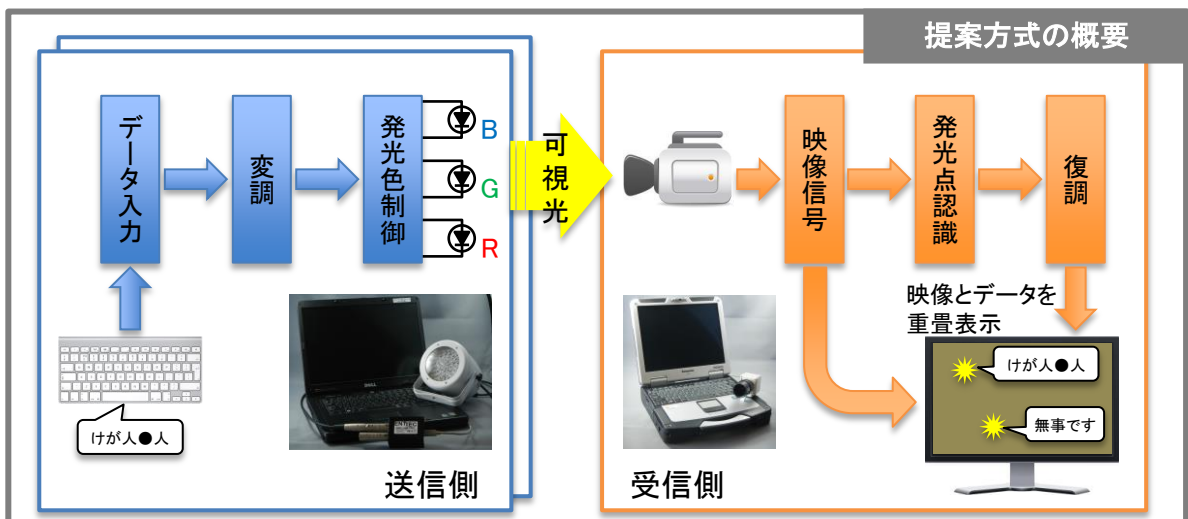 提案方式の概要
データ入力
変調
発光色制御
B
G
R
可視光
映像信号
発光点認識
復調
映像とデータを
重畳表示
けが人●人
無事です
けが人●人
DELL
ENTTEC
送信側
受信側